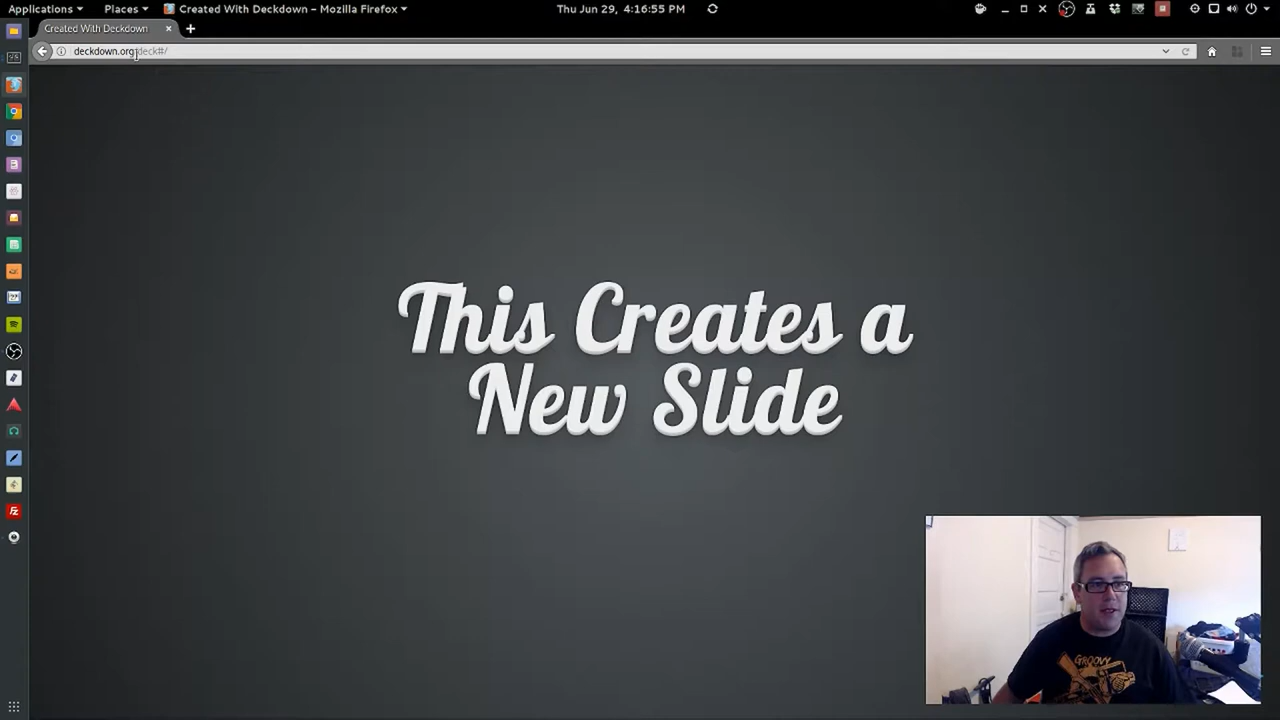 Applications
Places
Created With Deckdown – Mozilla Firefox
Thu Jun 29, 4:16:55 PM
Created With Deckdown
deckdown.org/deck#/
This Creates a
New Slide
GROOVY